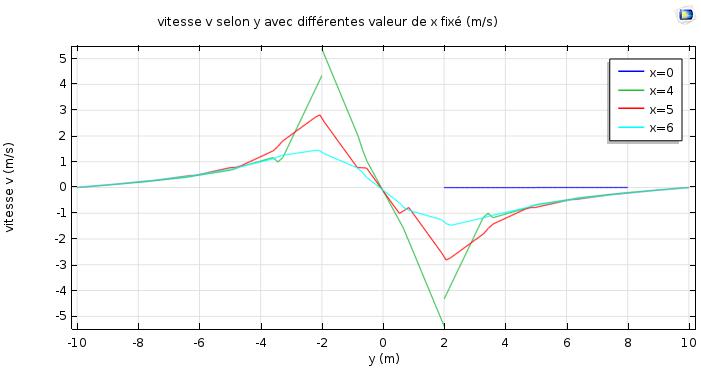 vitesse v selon y avec différentes valeur de x fixé (m/s)
vitesse v (m/s)
5
4
3
2
1
0
-1
-2
-3
-4
-5
x=0
x=4
x=5
x=6
-10 -8 -6 -4 -2 0 2 4 6 8 10
y (m)